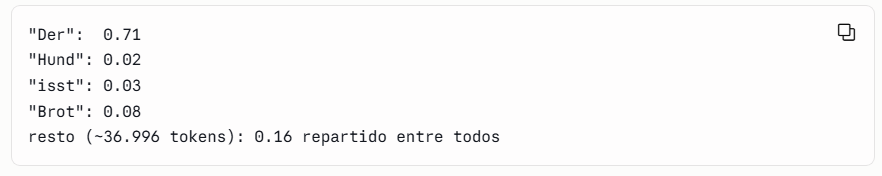 "Der":  0.71
"Hund": 0.02
"isst": 0.03
"Brot": 0.08
resto (~36.996 tokens): 0.16 repartido entre todos